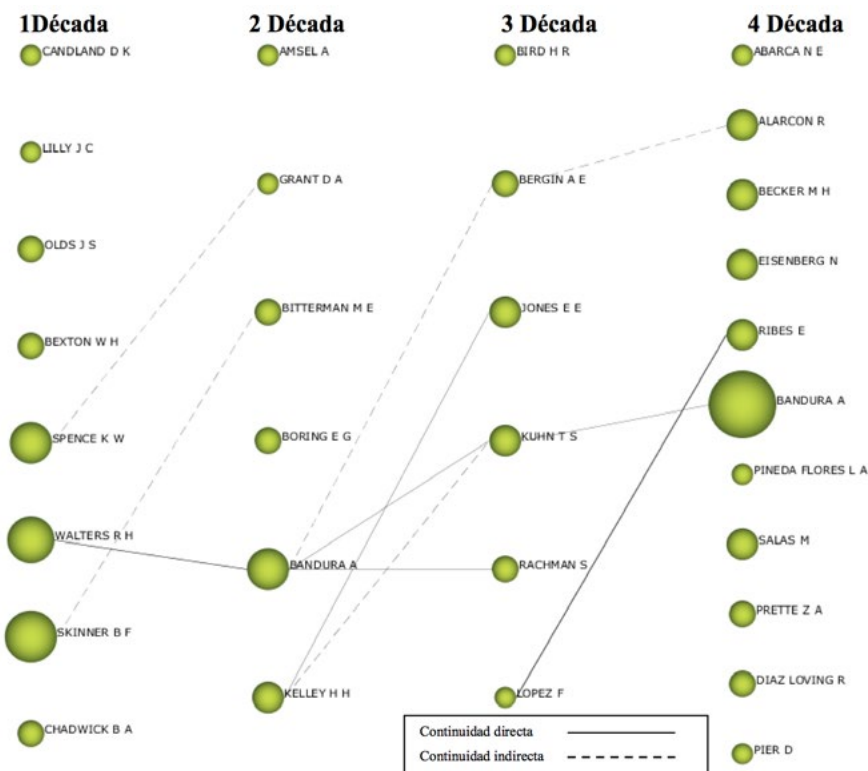 1Década
CANDLAND D K
LILLY J C
OLDS J S
BEXTON W H
SPENCE K W
WALTERS R H
SKINNER B F
CHADWICK B A
2 Década
AMSEL A
GRANT D A
BITTERMAN M E
BORING E G
BANDURA A
KELLEY H H
3 Década
BIRD H R
BERGIN A E
JONES E E
KUHN T S
RACHMAN S
LOPEZ F
4 Década
ABARCA N E
ALARCON R
BECKER M H
EISENBERG N
RIBES E
BANDURA A
PINEDA FLORES L A
SALAS M
PRETTE Z A
DIAZ LOVING R
PIER D
Continuidad directa
Continuidad indirecta